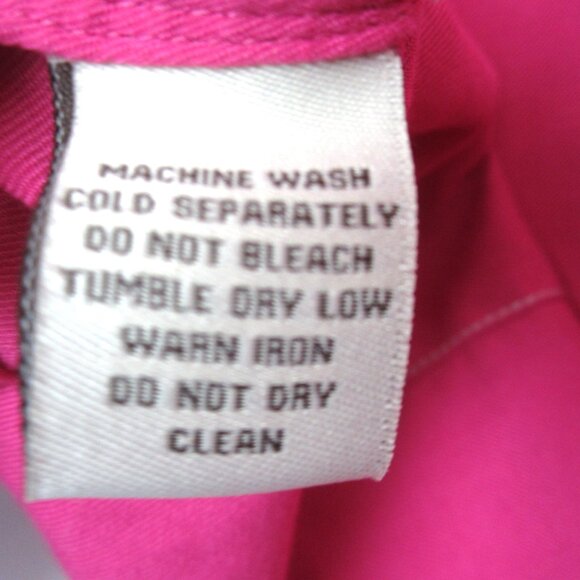 MACHINE WASH
COLD SEPARATELY
DO NOT BLEACH
TUMBLE DRY LOW
WARN IRON
DO NOT DRY
CLEAN